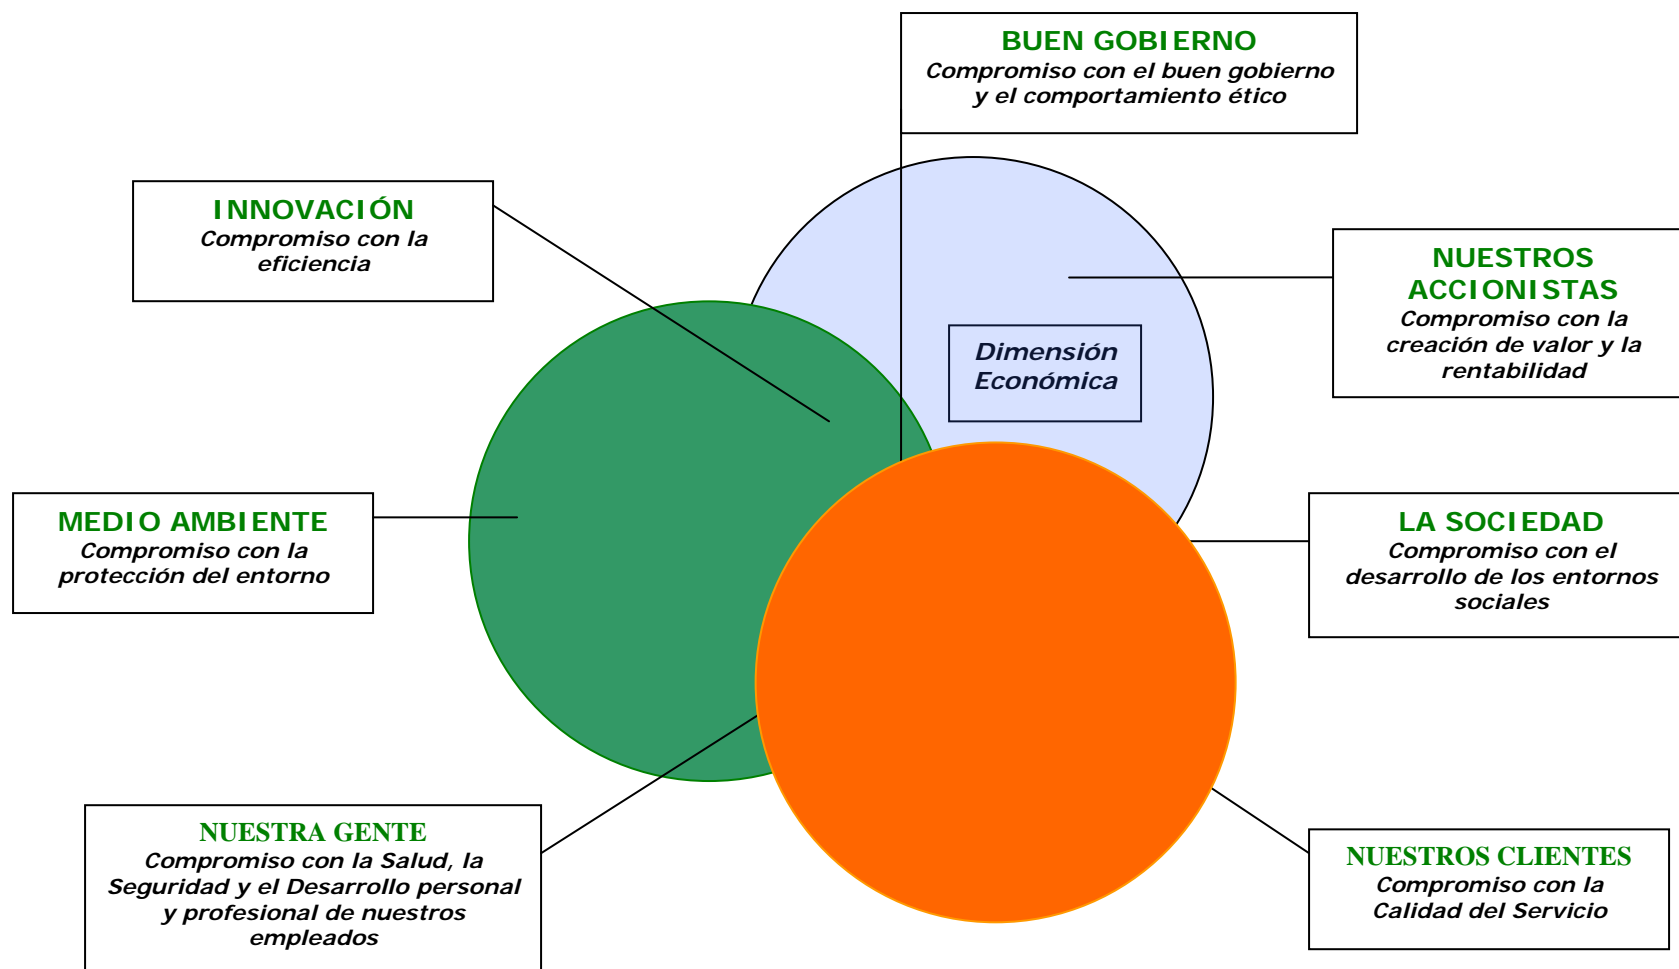 BUEN GOBIERNO
Compromiso con el buen gobierno
y el comportamiento ético
INNOVACIÓN
Compromiso con la
eficiencia
NUESTROS
ACCIONISTAS
Compromiso con la
creación de valor y la
rentabilidad
Dimensión
Económica
MEDIO AMBIENTE
Compromiso con la
protección del entorno
LA SOCIEDAD
Compromiso con el
desarrollo de los entornos
sociales
NUESTRA GENTE
Compromiso con la Salud, la
Seguridad y el Desarrollo personal
y profesional de nuestros
empleados
NUESTROS CLIENTES
Compromiso con la
Calidad del Servicio